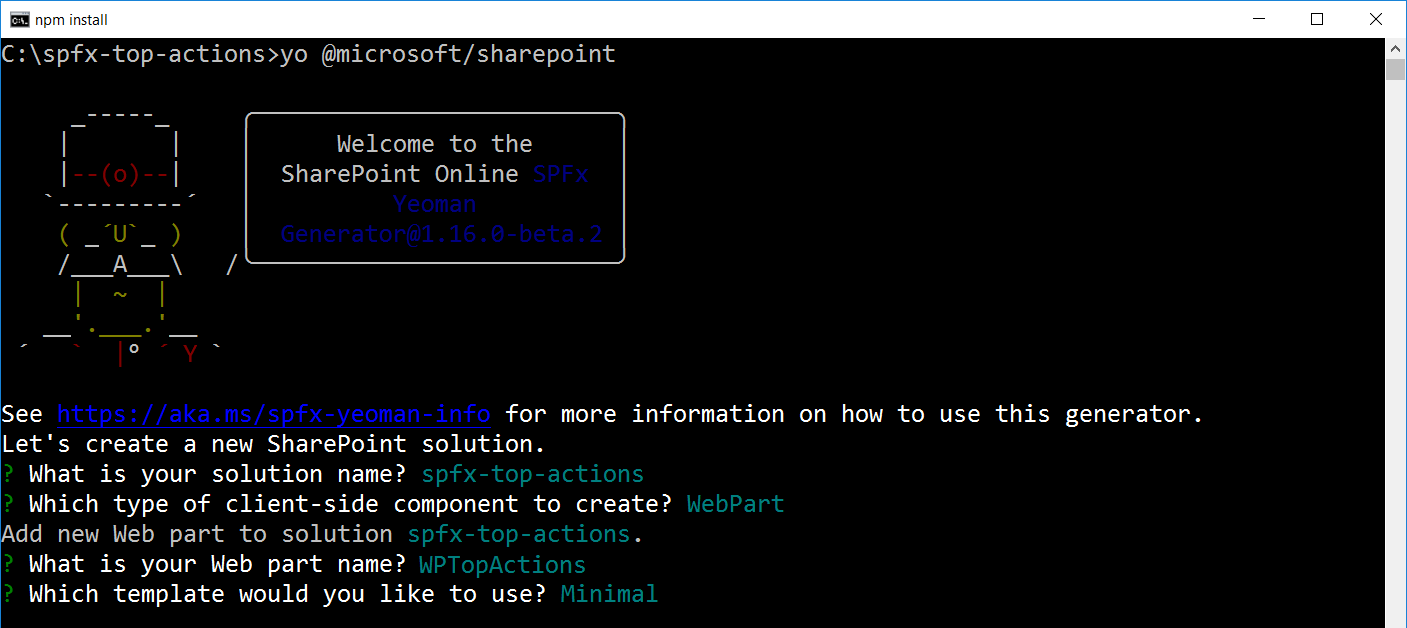 npm install
C:\spfx-top-actions>yo @microsoft/sharepoint
Welcome to the
SharePoint Online SPFx
Yeoman
Generator@1.16.0-beta.2
See https://aka.ms/spfx-yeoman-info for more information on how to use this generator.
Let's create a new SharePoint solution.
? What is your solution name? spfx-top-actions
? Which type of client-side component to create? WebPart
Add new Web part to solution spfx-top-actions.
? What is your Web part name? WPTopActions
? Which template would you like to use? Minimal